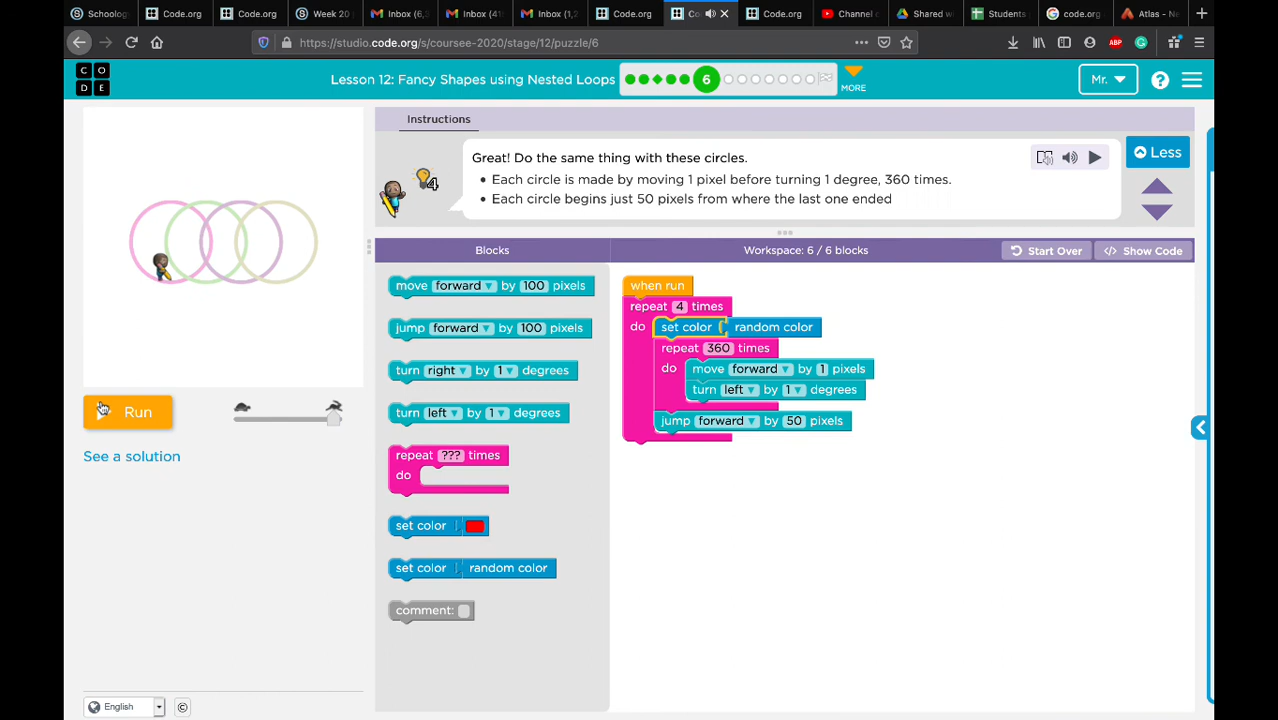 Schoolog
Code.org
Code.org
Week 20
Inbox (6,5
Inbox (41
Inbox (1,2
Code.org
Co
Code.org
Channel c
Shared wi
Students
code.org
Atlas - Ne
https://studio.code.org/s/coursee-2020/stage/12/puzzle/6
C O D E
Lesson 12: Fancy Shapes using Nested Loops
6
MORE
Mr.
Instructions
4
Great! Do the same thing with these circles.
• Each circle is made by moving 1 pixel before turning 1 degree, 360 times.
• Each circle begins just 50 pixels from where the last one ended
Less
Blocks
Workspace: 6 / 6 blocks
Start Over
</> Show Code
move forward by 100 pixels
jump forward by 100 pixels
turn right by 1 degrees
turn left by 1 degrees
repeat ??? times
do
set color
set color random color
comment:
when run
repeat 4 times
do set color random color
repeat 360 times
do move forward by 1 pixels
turn left by 1 degrees
jump forward by 50 pixels
Run
See a solution
English
©